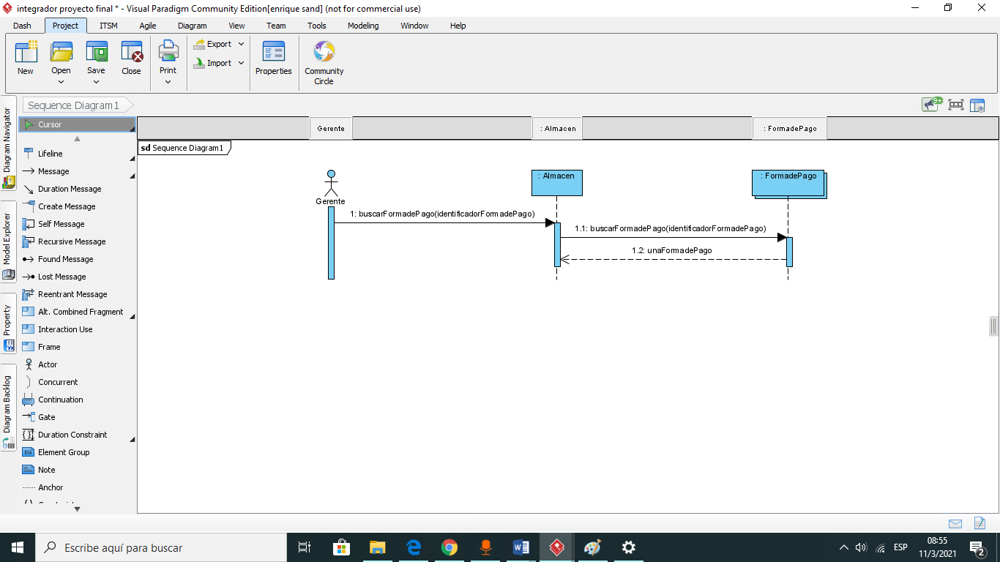 integrador proyecto final * - Visual Paradigm Community Edition[enrique sand] (not for commercial use)
Dash Project ITSM Agile Diagram View Team Tools Modeling Window Help
New Open Save Close Print Export Import Properties Community Circle
Sequence Diagram1
9+
Diagram Navigator
Model Explorer
Property
Diagram Backlog
Cursor
Lifeline
Message
Duration Message
Create Message
Self Message
Recursive Message
Found Message
Lost Message
Reentrant Message
Alt. Combined Fragment
Interaction Use
Frame
Actor
Concurrent
Continuation
Gate
Duration Constraint
EG Element Group
Note
Anchor
Gerente : Almacen : FormadePago
sd Sequence Diagram1
: Almacen : FormadePago
Gerente
1: buscarFormadePago(identificadorFormadePago)
1.1: buscarFormadePago(identificadorFormadePago)
1.2: unaFormadePago
Escribe aquí para buscar
ESP
08:55
11/3/2021
2